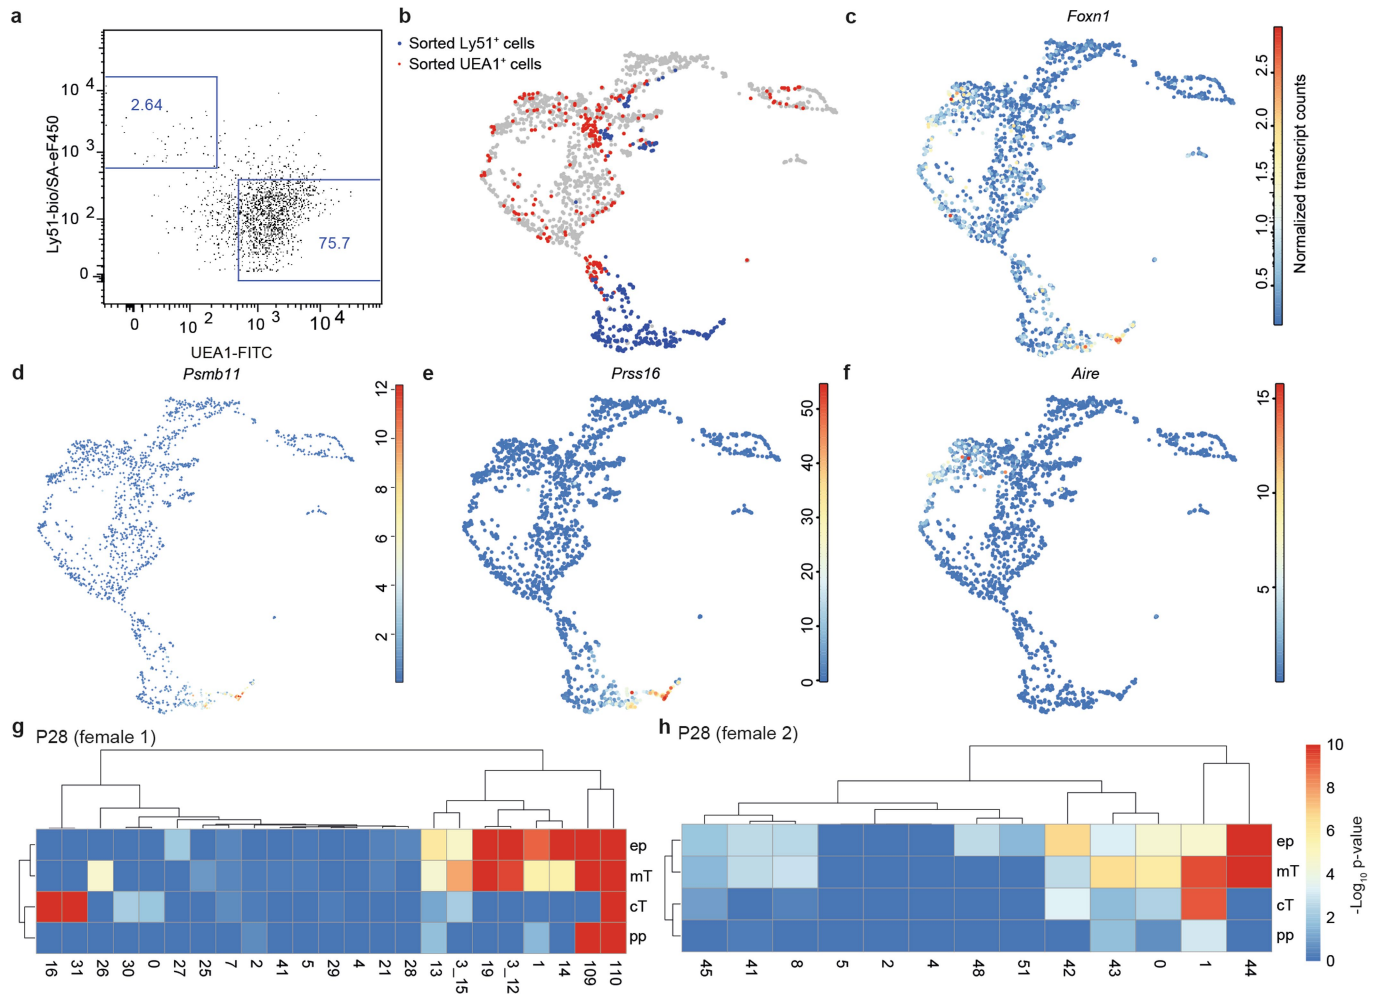 a
10 4
10 3
10 2
0
Ly51-bio/SA-eF450
2.64
75.7
0
10 2
10 3
10 4
UEA1-FITC
b
Sorted Ly51+ cells
Sorted UEA1+ cells
c
Foxn1
2.5
2.0
1.5
1.0
0.5
Normalized transcript counts
d
Psmb11
12
10
8
6
4
2
e
Prss16
50
40
30
20
10
0
f
Aire
15
10
5
g
P28 (female 1)
ep
mT
cT
pp
16 31 26 30 0 27 25 7 2 41 5 29 4 21 28 13 3_15 19 3_12 1 14 109 110
h
P28 (female 2)
ep
mT
cT
pp
45 41 8 5 2 4 48 51 42 43 0 1 44
10
8
6
4
2
0
-Log10 p-value